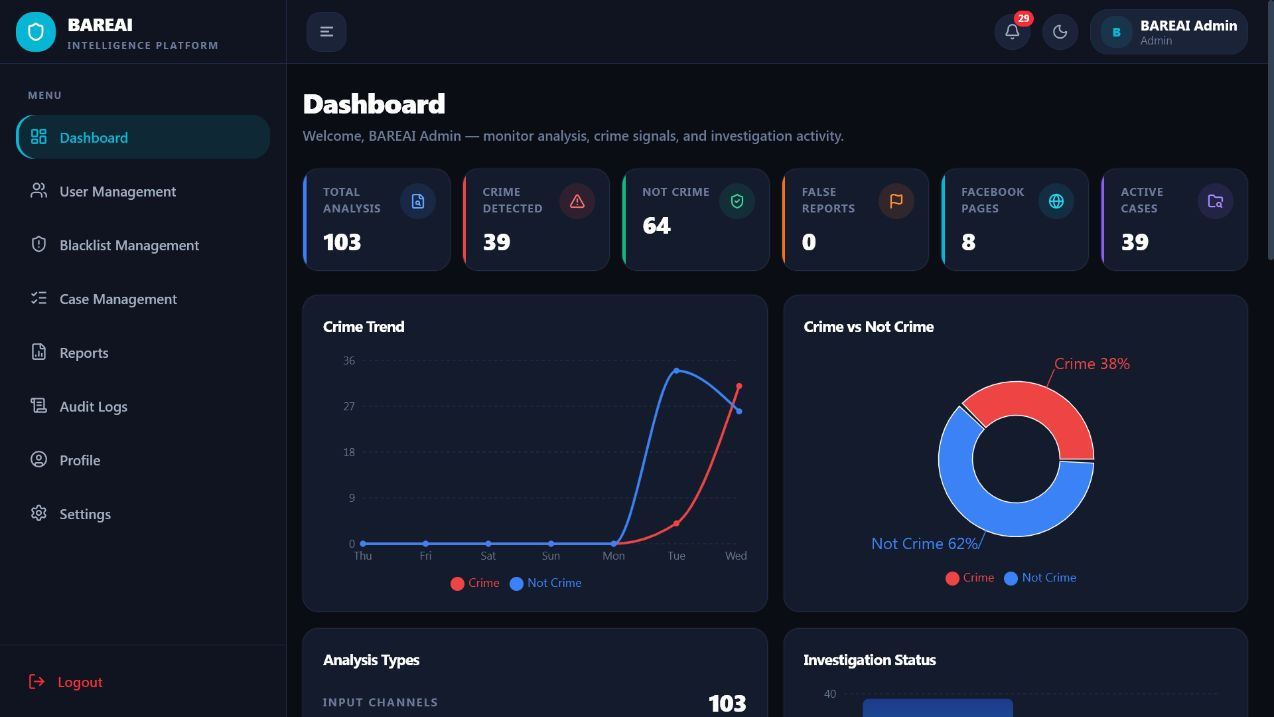 BAREAI
INTELLIGENCE PLATFORM
29
B
BAREAI Admin
Admin
MENU
Dashboard
User Management
Blacklist Management
Case Management
Reports
Audit Logs
Profile
Settings
Logout
Dashboard
Welcome, BAREAI Admin — monitor analysis, crime signals, and investigation activity.
TOTAL
ANALYSIS
103
CRIME
DETECTED
39
NOT CRIME
64
FALSE
REPORTS
0
FACEBOOK
PAGES
8
ACTIVE
CASES
39
Crime Trend
36
27
18
9
0
Thu Fri Sat Sun Mon Tue Wed
Crime Not Crime
Crime vs Not Crime
Crime 38%
Not Crime 62%
Crime Not Crime
Analysis Types
INPUT CHANNELS 103
Investigation Status
40